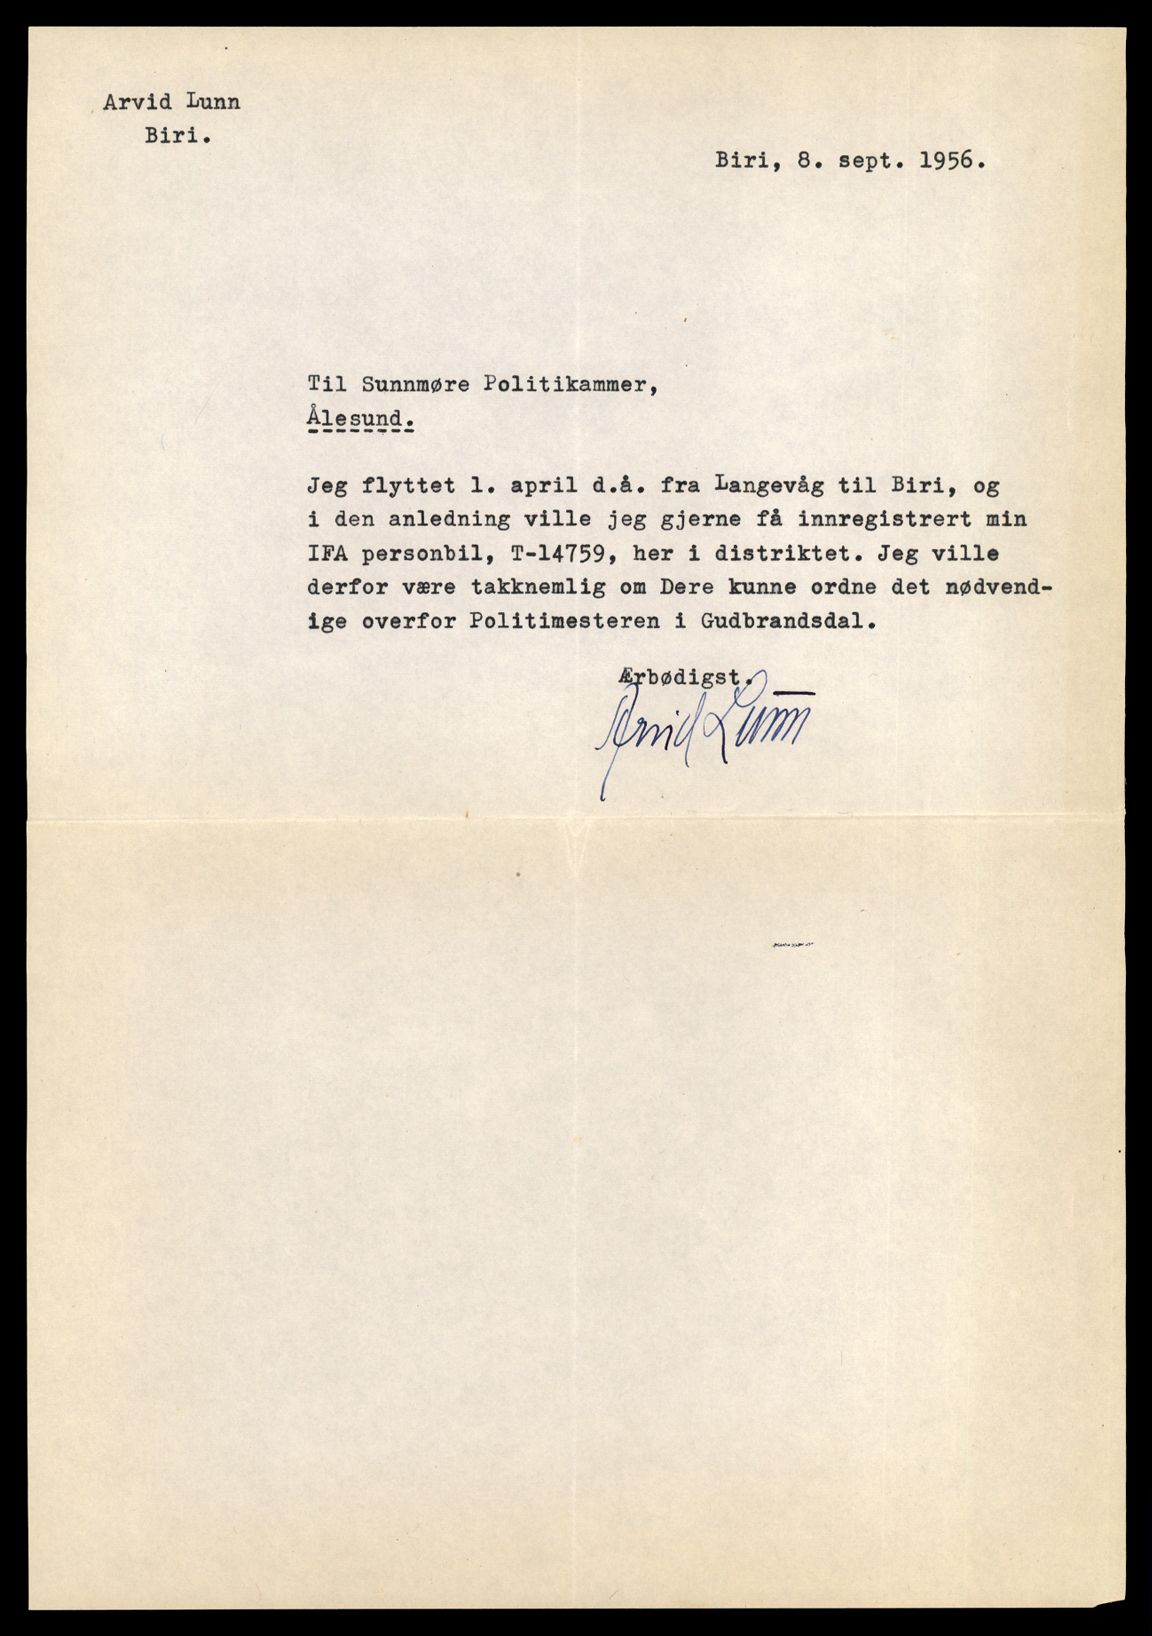 Arvid Lunn
Biri.
Biri, 8. sept. 1956.
Til Sunnmøre Politikammer,
Ålesund.
Jeg flyttet 1. april d.å. fra Langevåg til Biri, og
i den anledning ville jeg gjerne få innregistrert min
IFA personbil, T-14759, her i distriktet. Jeg ville
derfor være takknemlig om Dere kunne ordne det nødvend-
ige overfor Politimesteren i Gudbrandsdal.
Ærbødigst.
Arvid Lunn